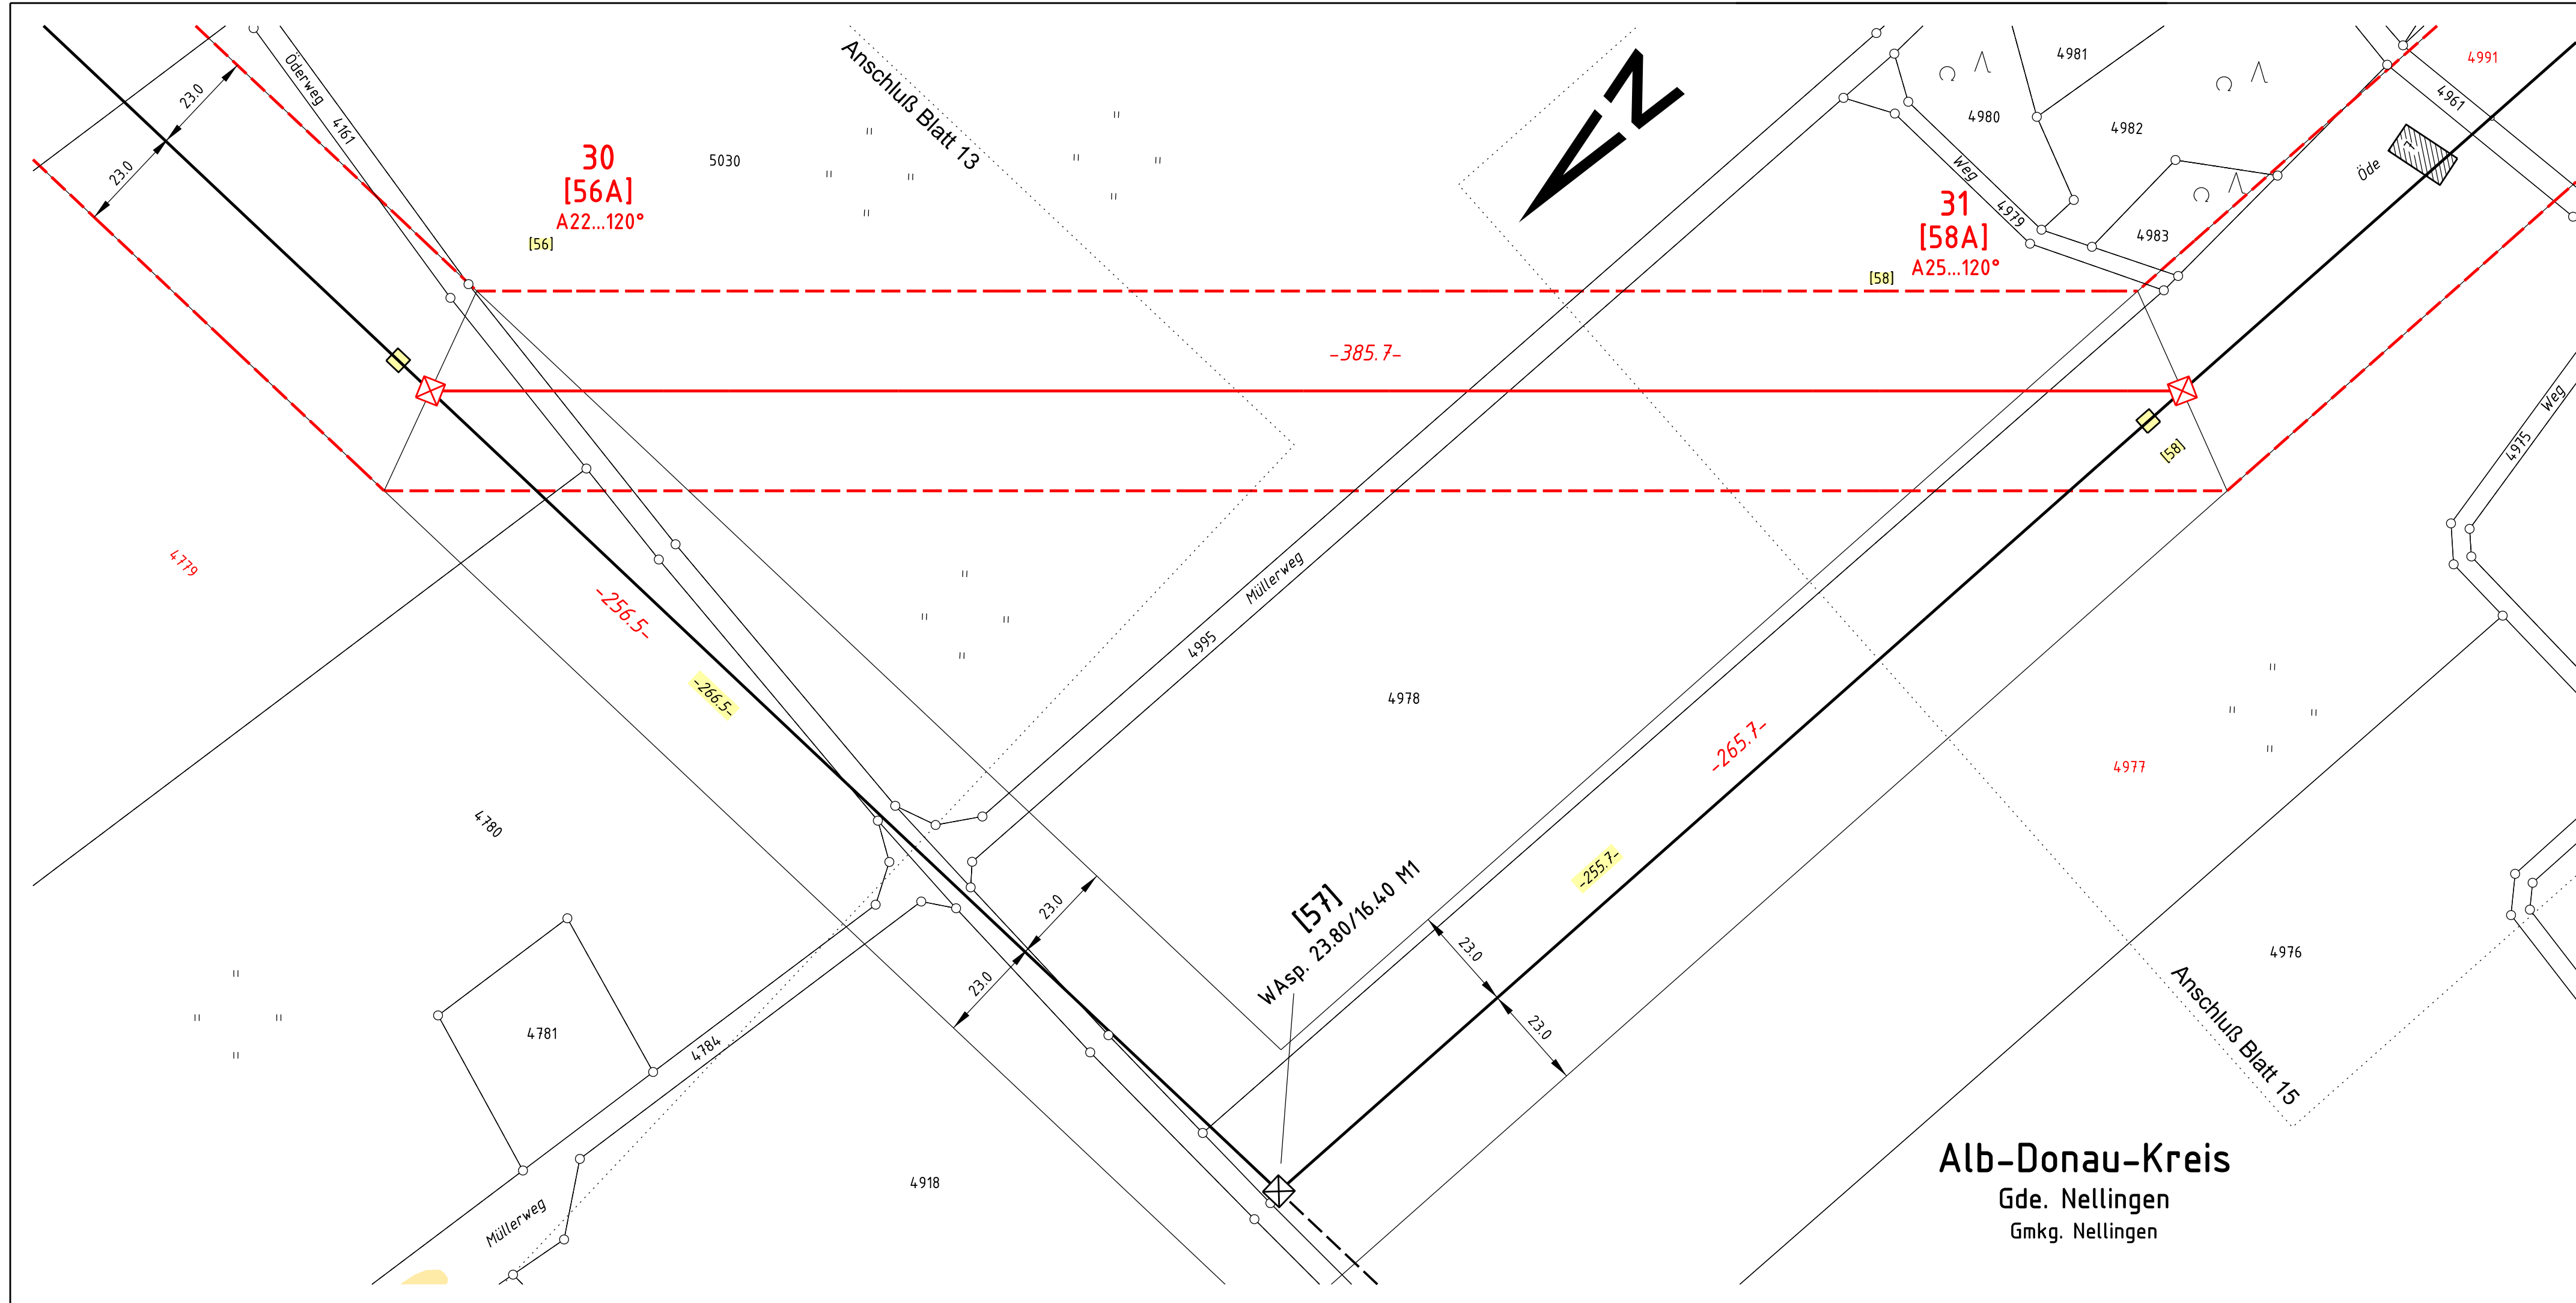 Öderweg
4161
23.0
23.0
30
[56A]
A22...120°
[56]
5030
Anschluß Blatt 13
N
4981
4980
4982
4991
4961
Weg
4979
4983
Öde
31
[58A]
A25...120°
[58]
-385.7-
[58]
Weg
4975
4779
-256.5-
-266.5-
Müllerweg
4995
4978
-265.7-
4977
4780
-255.7-
[57]
WAsp. 23.80/16.40 M1
23.0
23.0
23.0
23.0
4976
Anschluß Blatt 15
4781
4784
4918
Müllerweg
Alb-Donau-Kreis
Gde. Nellingen
Gmkg. Nellingen